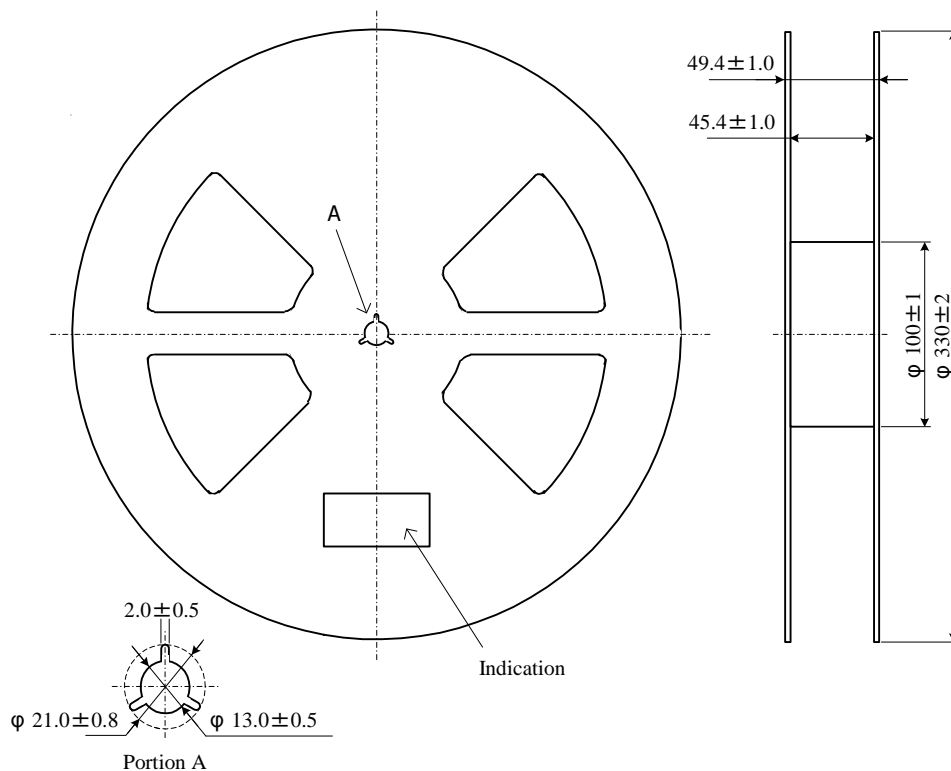 49.4±1.0
45.4±1.0
A
φ 100±1
φ 330±2
2.0±0.5
Indication
φ 21.0±0.8
φ 13.0±0.5
Portion A